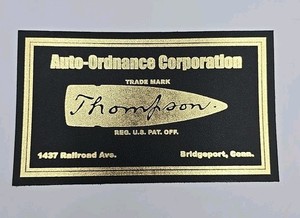 Auto-Ordnance Corporation
TRADE MARK
Thompson.
REG. U.S. PAT. OFF.
1437 Railroad Ave. Bridgeport, Conn.